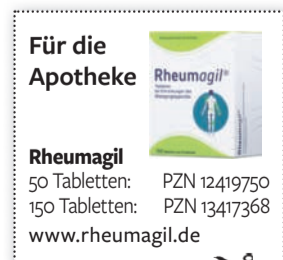 Für die
Apotheke
Rheumagil®
Rheumagil
50 Tabletten: PZN 12419750
150 Tabletten: PZN 13417368
www.rheumagil.de